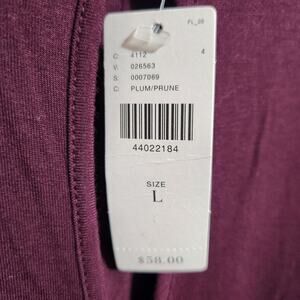 FL_08
C: 4112 4
V: 026563
S: 0007069
C: PLUM/PRUNE
44022184
SIZE
L
$58.00